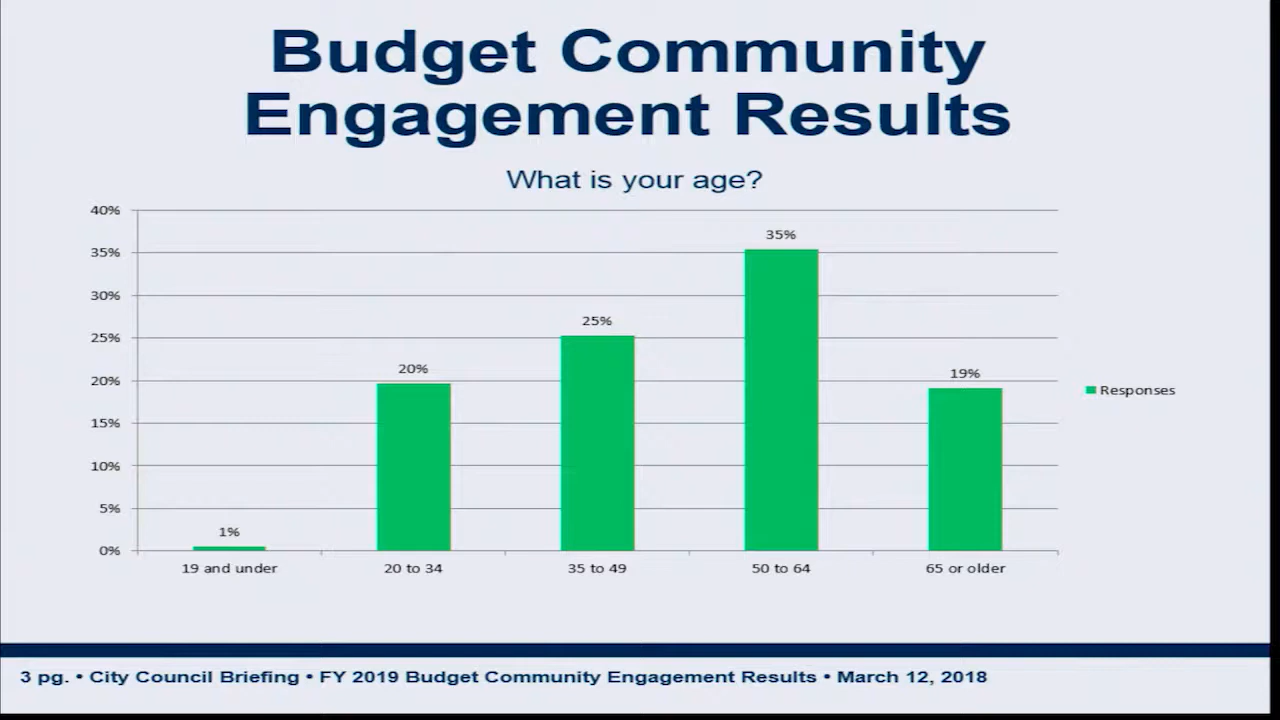 Budget Community
Engagement Results
What is your age?
40%
35%
30%
25%
20%
15%
10%
5%
0%
1%
20%
25%
35%
19%
19 and under
20 to 34
35 to 49
50 to 64
65 or older
Responses
3 pg. • City Council Briefing • FY 2019 Budget Community Engagement Results • March 12, 2018